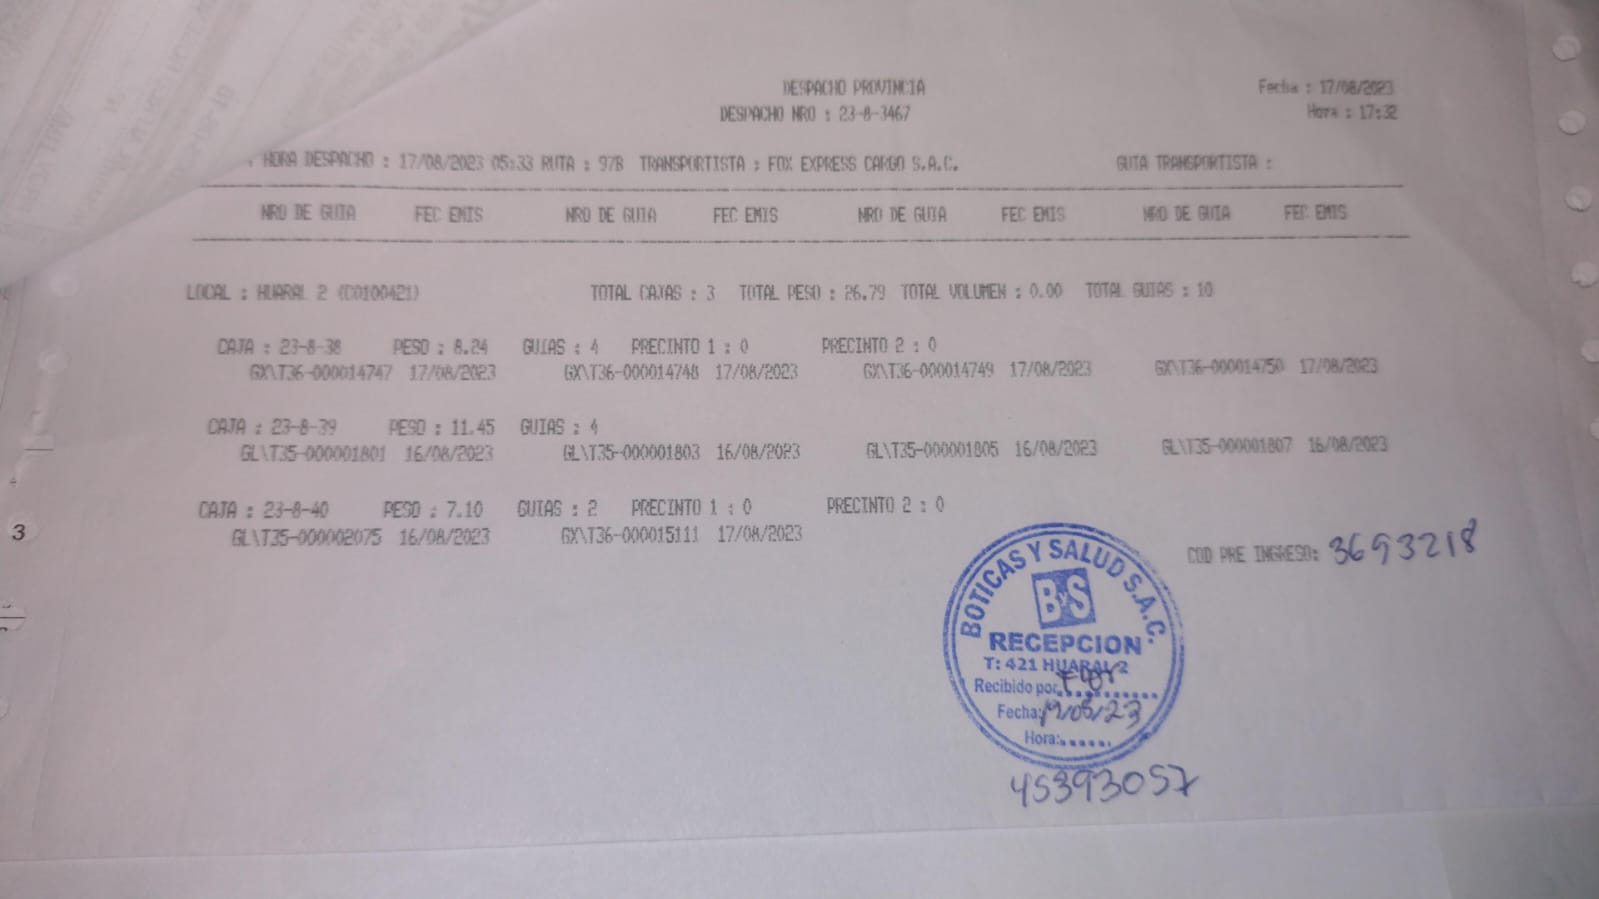 DESPACHO PROVINCIA
Fecha : 17/08/2023
DESPACHO NRO : 23-8-3467
Hora : 17:32
. HORA DESPACHO : 17/08/2023 05:33 RUTA : 97B TRANSPORTISTA : FOX EXPRESS CARGO S.A.C. GUIA TRANSPORTISTA :
NRO DE GUIA FEC EMIS NRO DE GUIA FEC EMIS NRO DE GUIA FEC EMIS NRO DE GUIA FEC EMIS
LOCAL : HUARAL 2 (C0100421) TOTAL CAJAS : 3 TOTAL PESO : 26.79 TOTAL VOLUMEN : 0.00 TOTAL GUIAS : 10
CAJA : 23-8-38 PESO : 8.24 GUIAS : 4 PRECINTO 1 : 0 PRECINTO 2 : 0
GX\T36-000014747 17/08/2023 GX\T36-000014748 17/08/2023 GX\T36-000014749 17/08/2023 GX\T36-000014750 17/08/2023
CAJA : 23-8-39 PESO : 11.45 GUIAS : 4
GL\T35-000001801 16/08/2023 GL\T35-000001803 16/08/2023 GL\T35-000001805 16/08/2023 GL\T35-000001807 16/08/2023
CAJA : 23-8-40 PESO : 7.10 GUIAS : 2 PRECINTO 1 : 0 PRECINTO 2 : 0
GL\T35-000002075 16/08/2023 GX\T36-000015111 17/08/2023
3
COD PRE INGRESO: 3693218
BOTICAS Y SALUD S.A.C.
ByS
RECEPCION
T: 421 HUARAL 2
Recibido por: Flor
Fecha: 19/08/23
Hora:......
45393057